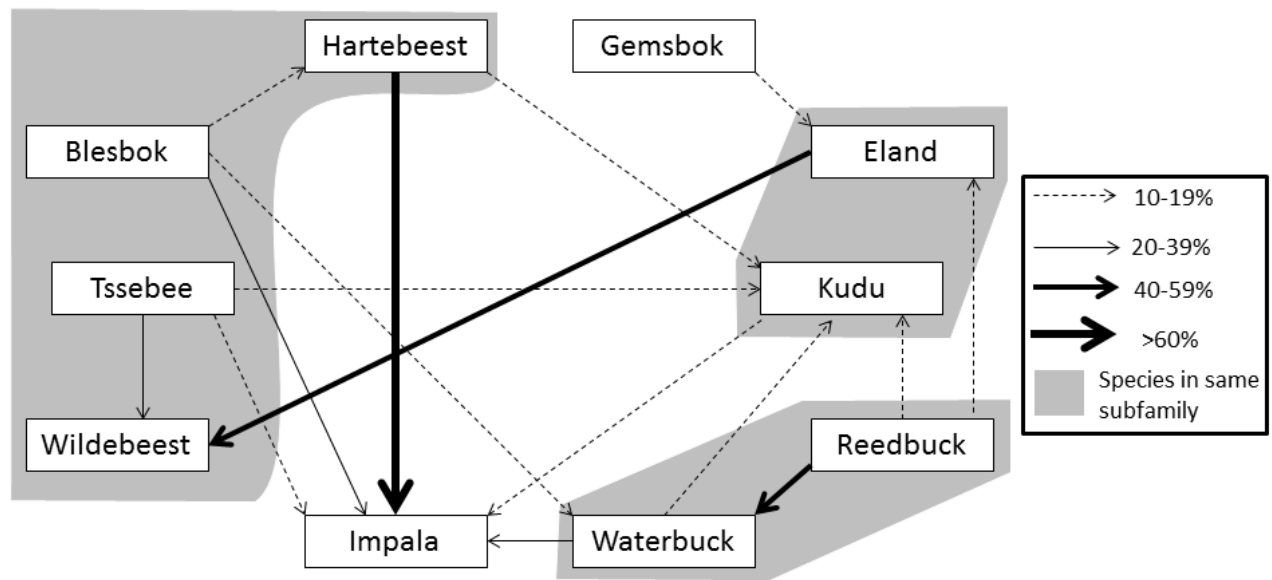 Hartebeest
Gemsbok
Blesbok
Eland
Tssebee
Kudu
Wildebeest
Reedbuck
Impala
Waterbuck
10-19%
20-39%
40-59%
>60%
Species in same
subfamily